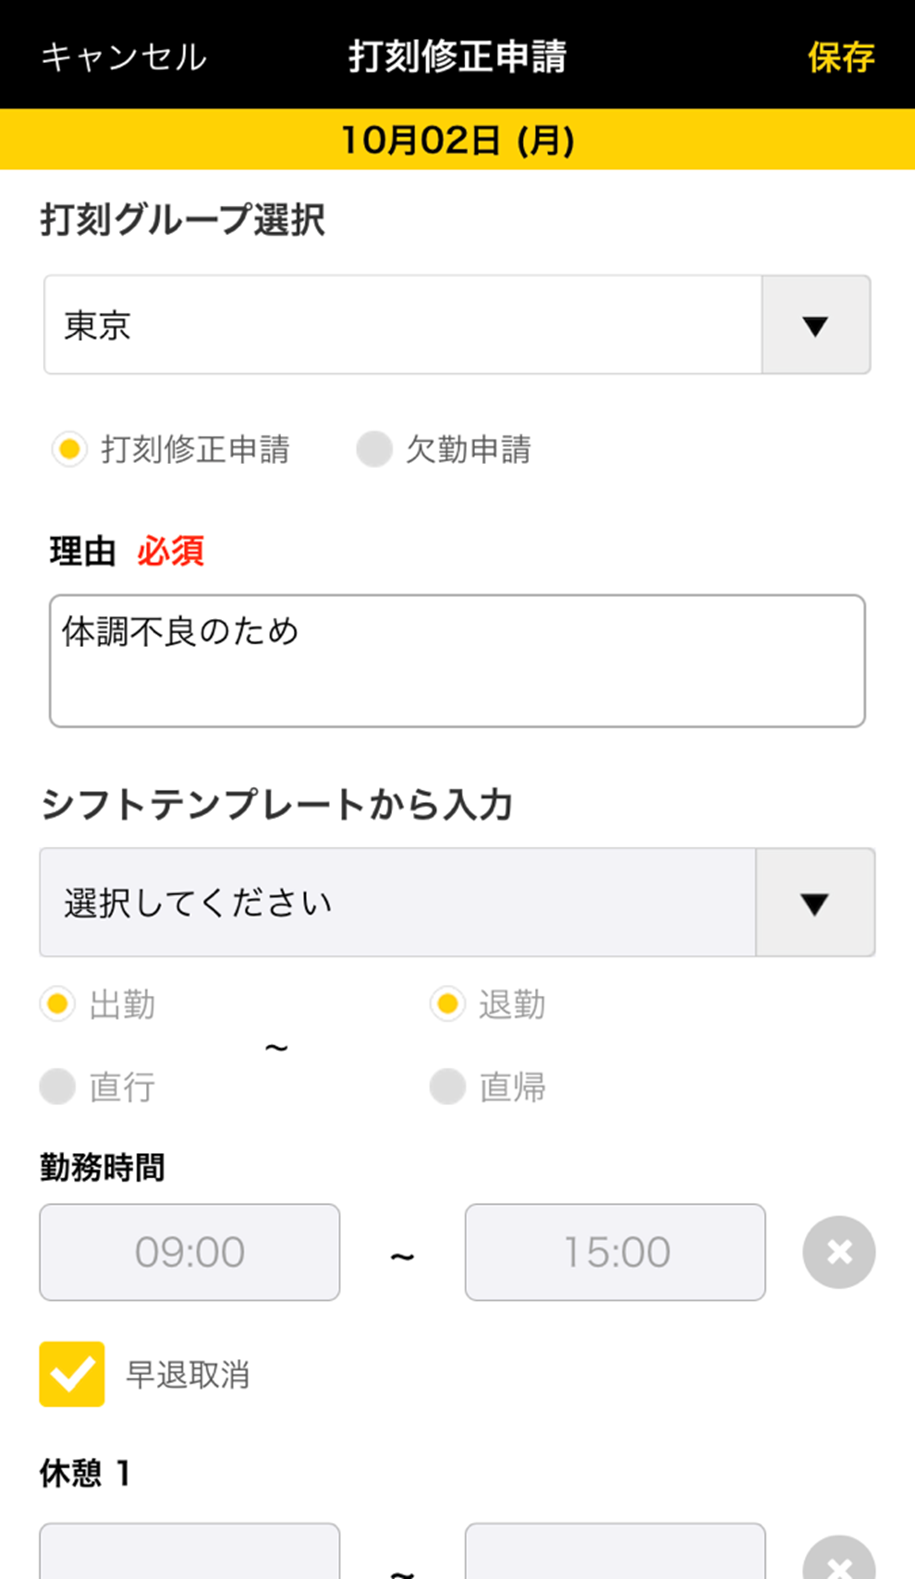 キャンセル 打刻修正申請 保存
10月02日 (月)
打刻グループ選択
東京 ▼
打刻修正申請 欠勤申請
理由 必須
体調不良のため
シフトテンプレートから入力
選択してください ▼
出勤 退勤
~
直行 直帰
勤務時間
09:00 ~ 15:00
早退取消
休憩 1
~